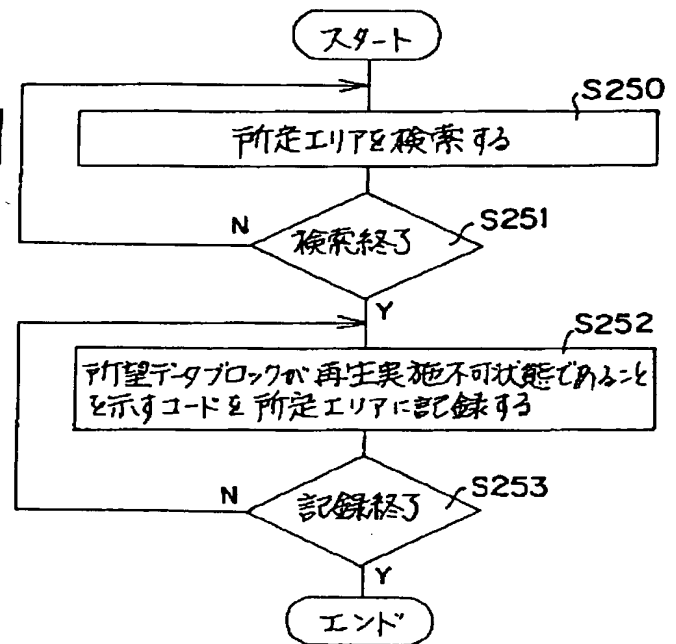 スタート
S250
所定エリアを検索する
N
検索終了
S251
Y
S252
所望データブロックが再生実施不可状態であること
を示すコードを所定エリアに記録する
N
記録終了
S253
Y
エンド